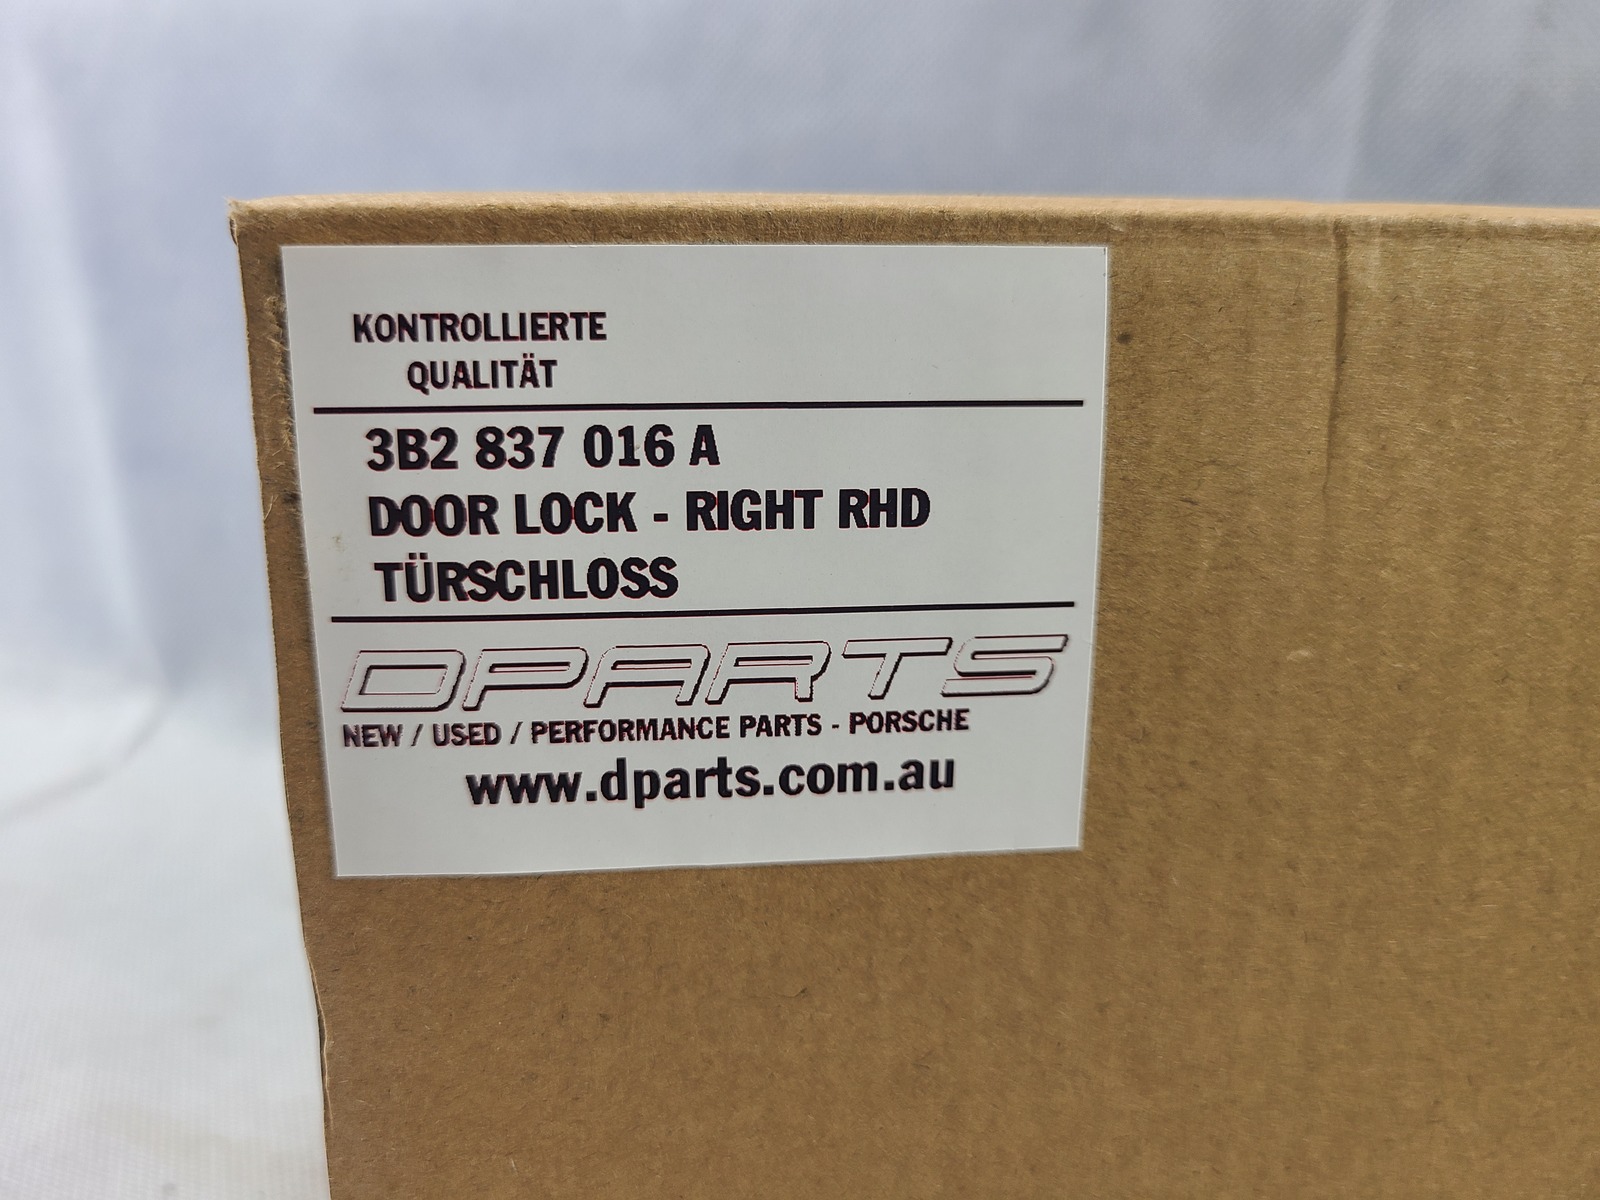 KONTROLLIERTE
QUALITÄT
3B2 837 016 A
DOOR LOCK - RIGHT RHD
TÜRSCHLOSS
DPARTS
NEW / USED / PERFORMANCE PARTS - PORSCHE
www.dparts.com.au